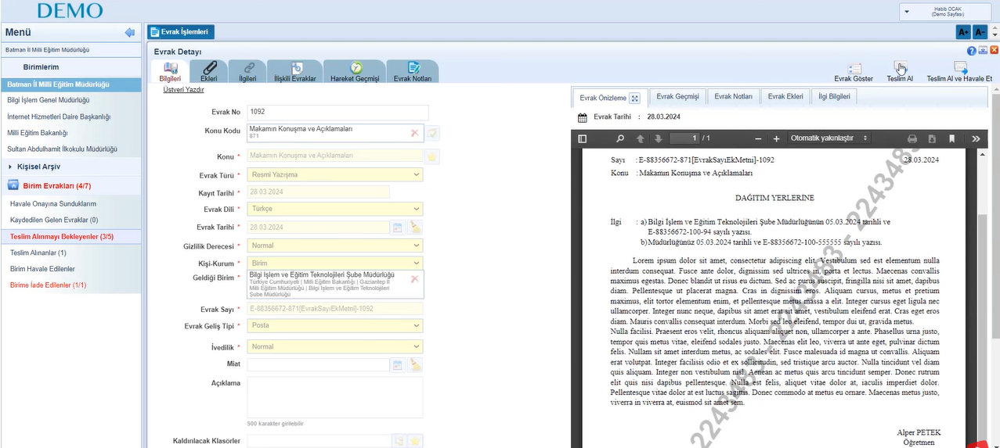 DEMO
Habib OCAK
(Demo Sayfası)
Menü
Batman İl Milli Eğitim Müdürlüğü
Birimlerim
Batman İl Milli Eğitim Müdürlüğü
Bilgi İşlem Genel Müdürlüğü
İnternet Hizmetleri Daire Başkanlığı
Milli Eğitim Bakanlığı
Sultan Abdulhamit İlkokulu Müdürlüğü
Kişisel Arşiv
Birim Evrakları (4/7)
Havale Onayına Sunduklarım
Kaydedilen Gelen Evraklar (0)
Teslim Alınmayı Bekleyenler (3/5)
Teslim Alınanlar (1)
Birim Havale Edilenler
Birime İade Edilenler (1/1)
Evrak İşlemleri
A+ A-
Evrak Detayı
Bilgileri Ekleri İlgileri İlişkili Evraklar Hareket Geçmişi Evrak Notları
Evrak Göster Teslim Al Teslim Al ve Havale Et
Üstveri Yazdır
Evrak No 1092
Konu Kodu Makamın Konuşma ve Açıklamaları
871
Konu * Makamın Konuşma ve Açıklamaları
Evrak Türü * Resmi Yazışma
Kayıt Tarihi * 28.03.2024
Evrak Dili * Türkçe
Evrak Tarihi * 28.03.2024
Gizlilik Derecesi * Normal
Kişi-Kurum * Birim
Geldiği Birim * Bilgi İşlem ve Eğitim Teknolojileri Şube Müdürlüğü
Türkiye Cumhuriyeti | Milli Eğitim Bakanlığı | Gaziantep İl
Milli Eğitim Müdürlüğü | Bilgi İşlem ve Eğitim Teknolojileri
Şube Müdürlüğü
Evrak Sayı * E-88356672-871[EvrakSayıEkMetni]-1092
Evrak Geliş Tipi * Posta
İvedilik * Normal
Miat
Açıklama
500 karakter girilebilir
Kaldırılacak Klasörler
Evrak Önizleme Evrak Geçmişi Evrak Notları Evrak Ekleri İlgi Bilgileri
Evrak Tarihi : 28.03.2024
1 / 1 Otomatik yakınlaştır
Sayı : E-88356672-871[EvrakSayıEkMetni]-1092 28.03.2024
Konu : Makamın Konuşma ve Açıklamaları
DAĞITIM YERLERİNE
İlgi : a) Bilgi İşlem ve Eğitim Teknolojileri Şube Müdürlüğünün 05.03.2024 tarihli ve
E-88356672-100-94 sayılı yazısı.
b)Müdürlüğünüz 05.03.2024 tarihli ve E-88356672-100-555555 sayılı yazısı.
Lorem ipsum dolor sit amet, consectetur adipiscing elit. Vestibulum sed est elementum nulla
interdum consequat. Fusce ante dolor, dignissim sed ultrices in, porta et lectus. Maecenas convallis
maximus egestas. Donec blandit ut risus eu dictum. Sed ac purus suscipit, fringilla nisi sit amet, dapibus
diam. Pellentesque ut placerat magna. Cras in dignissim eros. Aliquam cursus, metus et pretium
maximus, elit tortor elementum enim, et pellentesque metus massa a elit. Integer cursus eget ligula nec
ullamcorper. Integer nunc neque, dapibus sit amet erat sit amet, vestibulum eleifend erat. Cras eget eros
diam. Mauris convallis consequat interdum. Morbi sed leo eleifend, tempor dui ut, gravida metus.
Nulla facilisi. Praesent eros velit, rhoncus aliquam aliquet non, ullamcorper a ante. Phasellus urna justo,
tempor quis metus vitae, eleifend sodales justo. Maecenas elit leo, viverra ut ante eget, pulvinar dictum
felis. Nullam sit amet interdum metus, ac sodales elit. Fusce malesuada id magna ut convallis. Aliquam
erat volutpat. Integer facilisis odio et ex sollicitudin, sed tristique arcu auctor. Nulla tincidunt vel diam
quis aliquam. Integer non vestibulum nisl. Aenean ac metus quis arcu tincidunt semper. Donec rutrum
elit quis nisi dapibus pellentesque. Nulla est felis, aliquet vitae dolor at, iaculis imperdiet dolor.
Pellentesque vitae dolor at est luctus sagittis. Donec commodo at metus eu ornare. Maecenas metus justo,
viverra in viverra at, euismod sit amet sem.
2243483 - 2243483 - 2243483
Alper PETEK
Öğretmen